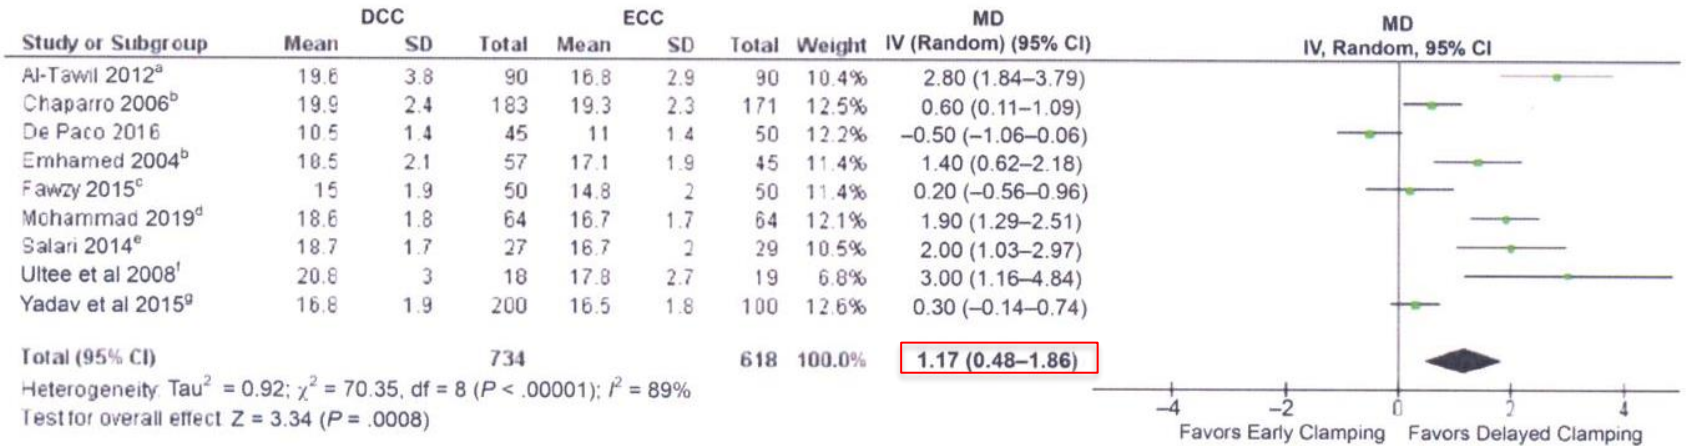 DCC ECC MD MD
Study or Subgroup Mean SD Total Mean SD Total Weight IV (Random) (95% CI) IV, Random, 95% CI
Al-Tawil 2012a 19.6 3.8 90 16.8 2.9 90 10.4% 2.80 (1.84–3.79)
Chaparro 2006b 19.9 2.4 183 19.3 2.3 171 12.5% 0.60 (0.11–1.09)
De Paco 2016 10.5 1.4 45 11 1.4 50 12.2% –0.50 (–1.06–0.06)
Emhamed 2004b 18.5 2.1 57 17.1 1.9 45 11.4% 1.40 (0.62–2.18)
Fawzy 2015c 15 1.9 50 14.8 2 50 11.4% 0.20 (–0.56–0.96)
Mohammad 2019d 18.6 1.8 64 16.7 1.7 64 12.1% 1.90 (1.29–2.51)
Salari 2014e 18.7 1.7 27 16.7 2 29 10.5% 2.00 (1.03–2.97)
Ultee et al 2008f 20.8 3 18 17.8 2.7 19 6.8% 3.00 (1.16–4.84)
Yadav et al 2015g 16.8 1.9 200 16.5 1.8 100 12.6% 0.30 (–0.14–0.74)
Total (95% CI) 734 618 100.0% 1.17 (0.48–1.86)
Heterogeneity: Tau² = 0.92; χ² = 70.35, df = 8 (P < .00001); I² = 89%
Test for overall effect Z = 3.34 (P = .0008)
–4 –2 0 2 4
Favors Early Clamping Favors Delayed Clamping